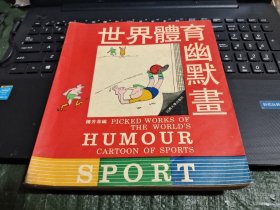 世界體育
幽默畫
PICKED WORKS OF
THE WORLD'S
HUMOUR
CARTOON OF SPORTS
SPORT